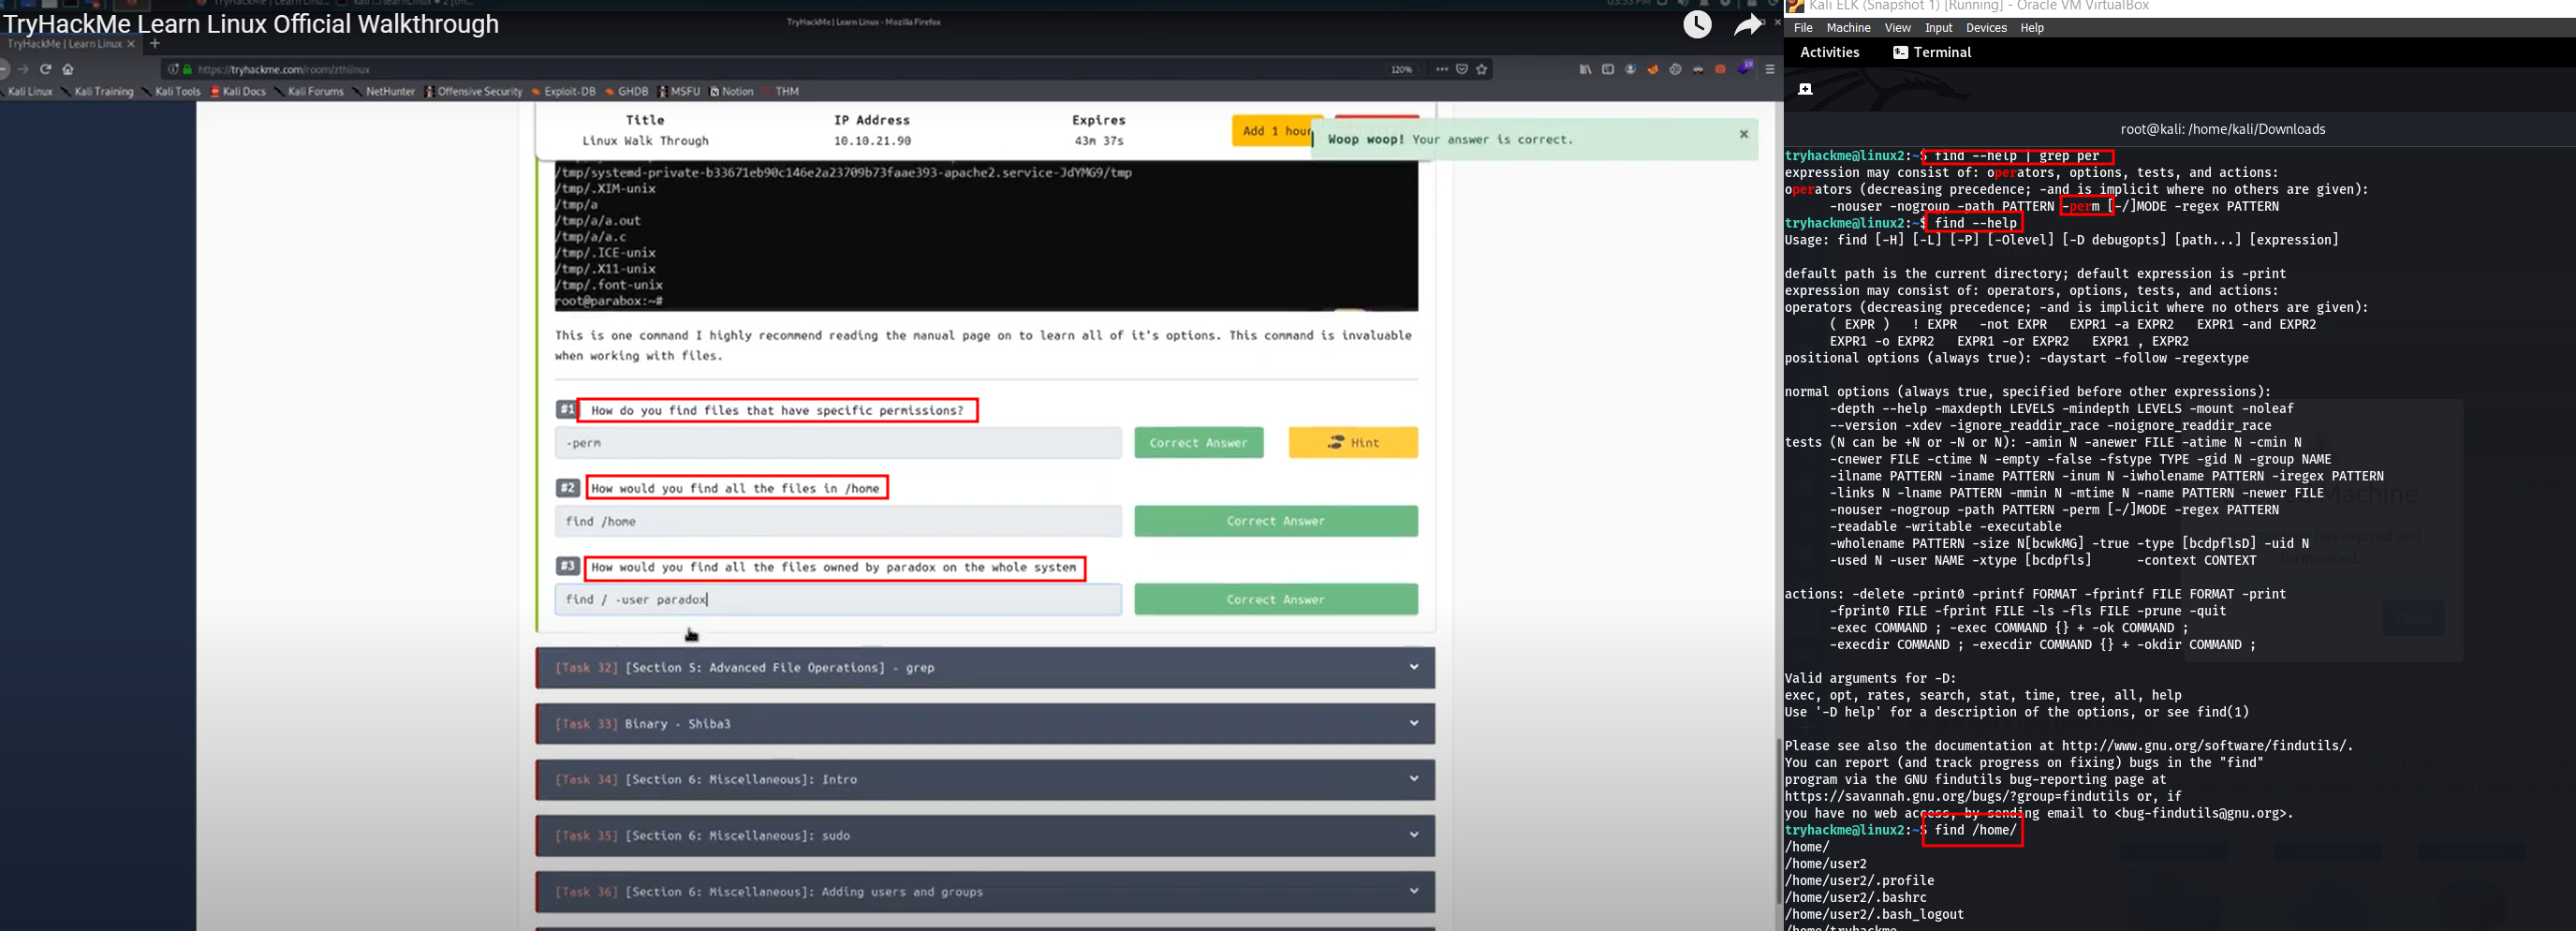 TryHackMe Learn Linux Official Walkthrough
TryHackMe | Learn Linux - Mozilla Firefox
TryHackMe | Learn Linux
https://tryhackme.com/room/zthlinux
120%
Kali Linux Kali Training Kali Tools Kali Docs Kali Forums NetHunter Offensive Security Exploit-DB GHDB MSFU Notion THM
Title IP Address Expires
Linux Walk Through 10.10.21.90 43m 37s
Add 1 hour
Woop woop! Your answer is correct.
/tmp/systemd-private-b33671eb90c146e2a23709b73faae393-apache2.service-JdYMG9/tmp
/tmp/.XIM-unix
/tmp/a
/tmp/a/a.out
/tmp/a/a.c
/tmp/.ICE-unix
/tmp/.X11-unix
/tmp/.font-unix
root@parabox:~#
This is one command I highly recommend reading the manual page on to learn all of it's options. This command is invaluable
when working with files.
#1 How do you find files that have specific permissions?
-perm Correct Answer Hint
#2 How would you find all the files in /home
find /home Correct Answer
#3 How would you find all the files owned by paradox on the whole system
find / -user paradox Correct Answer
[Task 32] [Section 5: Advanced File Operations] - grep
[Task 33] Binary - Shiba3
[Task 34] [Section 6: Miscellaneous]: Intro
[Task 35] [Section 6: Miscellaneous]: sudo
[Task 36] [Section 6: Miscellaneous]: Adding users and groups
Kali ELK (Snapshot 1) [Running] - Oracle VM VirtualBox
File Machine View Input Devices Help
Activities Terminal
root@kali: /home/kali/Downloads
tryhackme@linux2:~$ find --help | grep per
expression may consist of: operators, options, tests, and actions:
operators (decreasing precedence; -and is implicit where no others are given):
-nouser -nogroup -path PATTERN -perm [-/]MODE -regex PATTERN
tryhackme@linux2:~$ find --help
Usage: find [-H] [-L] [-P] [-Olevel] [-D debugopts] [path...] [expression]
default path is the current directory; default expression is -print
expression may consist of: operators, options, tests, and actions:
operators (decreasing precedence; -and is implicit where no others are given):
( EXPR ) ! EXPR -not EXPR EXPR1 -a EXPR2 EXPR1 -and EXPR2
EXPR1 -o EXPR2 EXPR1 -or EXPR2 EXPR1 , EXPR2
positional options (always true): -daystart -follow -regextype
normal options (always true, specified before other expressions):
-depth --help -maxdepth LEVELS -mindepth LEVELS -mount -noleaf
--version -xdev -ignore_readdir_race -noignore_readdir_race
tests (N can be +N or -N or N): -amin N -anewer FILE -atime N -cmin N
-cnewer FILE -ctime N -empty -false -fstype TYPE -gid N -group NAME
-ilname PATTERN -iname PATTERN -inum N -iwholename PATTERN -iregex PATTERN
-links N -lname PATTERN -mmin N -mtime N -name PATTERN -newer FILE
-nouser -nogroup -path PATTERN -perm [-/]MODE -regex PATTERN
-readable -writable -executable
-wholename PATTERN -size N[bcwkMG] -true -type [bcdpflsD] -uid N
-used N -user NAME -xtype [bcdpfls] -context CONTEXT
actions: -delete -print0 -printf FORMAT -fprintf FILE FORMAT -print
-fprint0 FILE -fprint FILE -ls -fls FILE -prune -quit
-exec COMMAND ; -exec COMMAND {} + -ok COMMAND ;
-execdir COMMAND ; -execdir COMMAND {} + -okdir COMMAND ;
Valid arguments for -D:
exec, opt, rates, search, stat, time, tree, all, help
Use '-D help' for a description of the options, or see find(1)
Please see also the documentation at http://www.gnu.org/software/findutils/.
You can report (and track progress on fixing) bugs in the "find"
program via the GNU findutils bug-reporting page at
https://savannah.gnu.org/bugs/?group=findutils or, if
you have no web access, by sending email to <bug-findutils@gnu.org>.
tryhackme@linux2:~$ find /home/
/home/
/home/user2
/home/user2/.profile
/home/user2/.bashrc
/home/user2/.bash_logout
/home/tryhackme